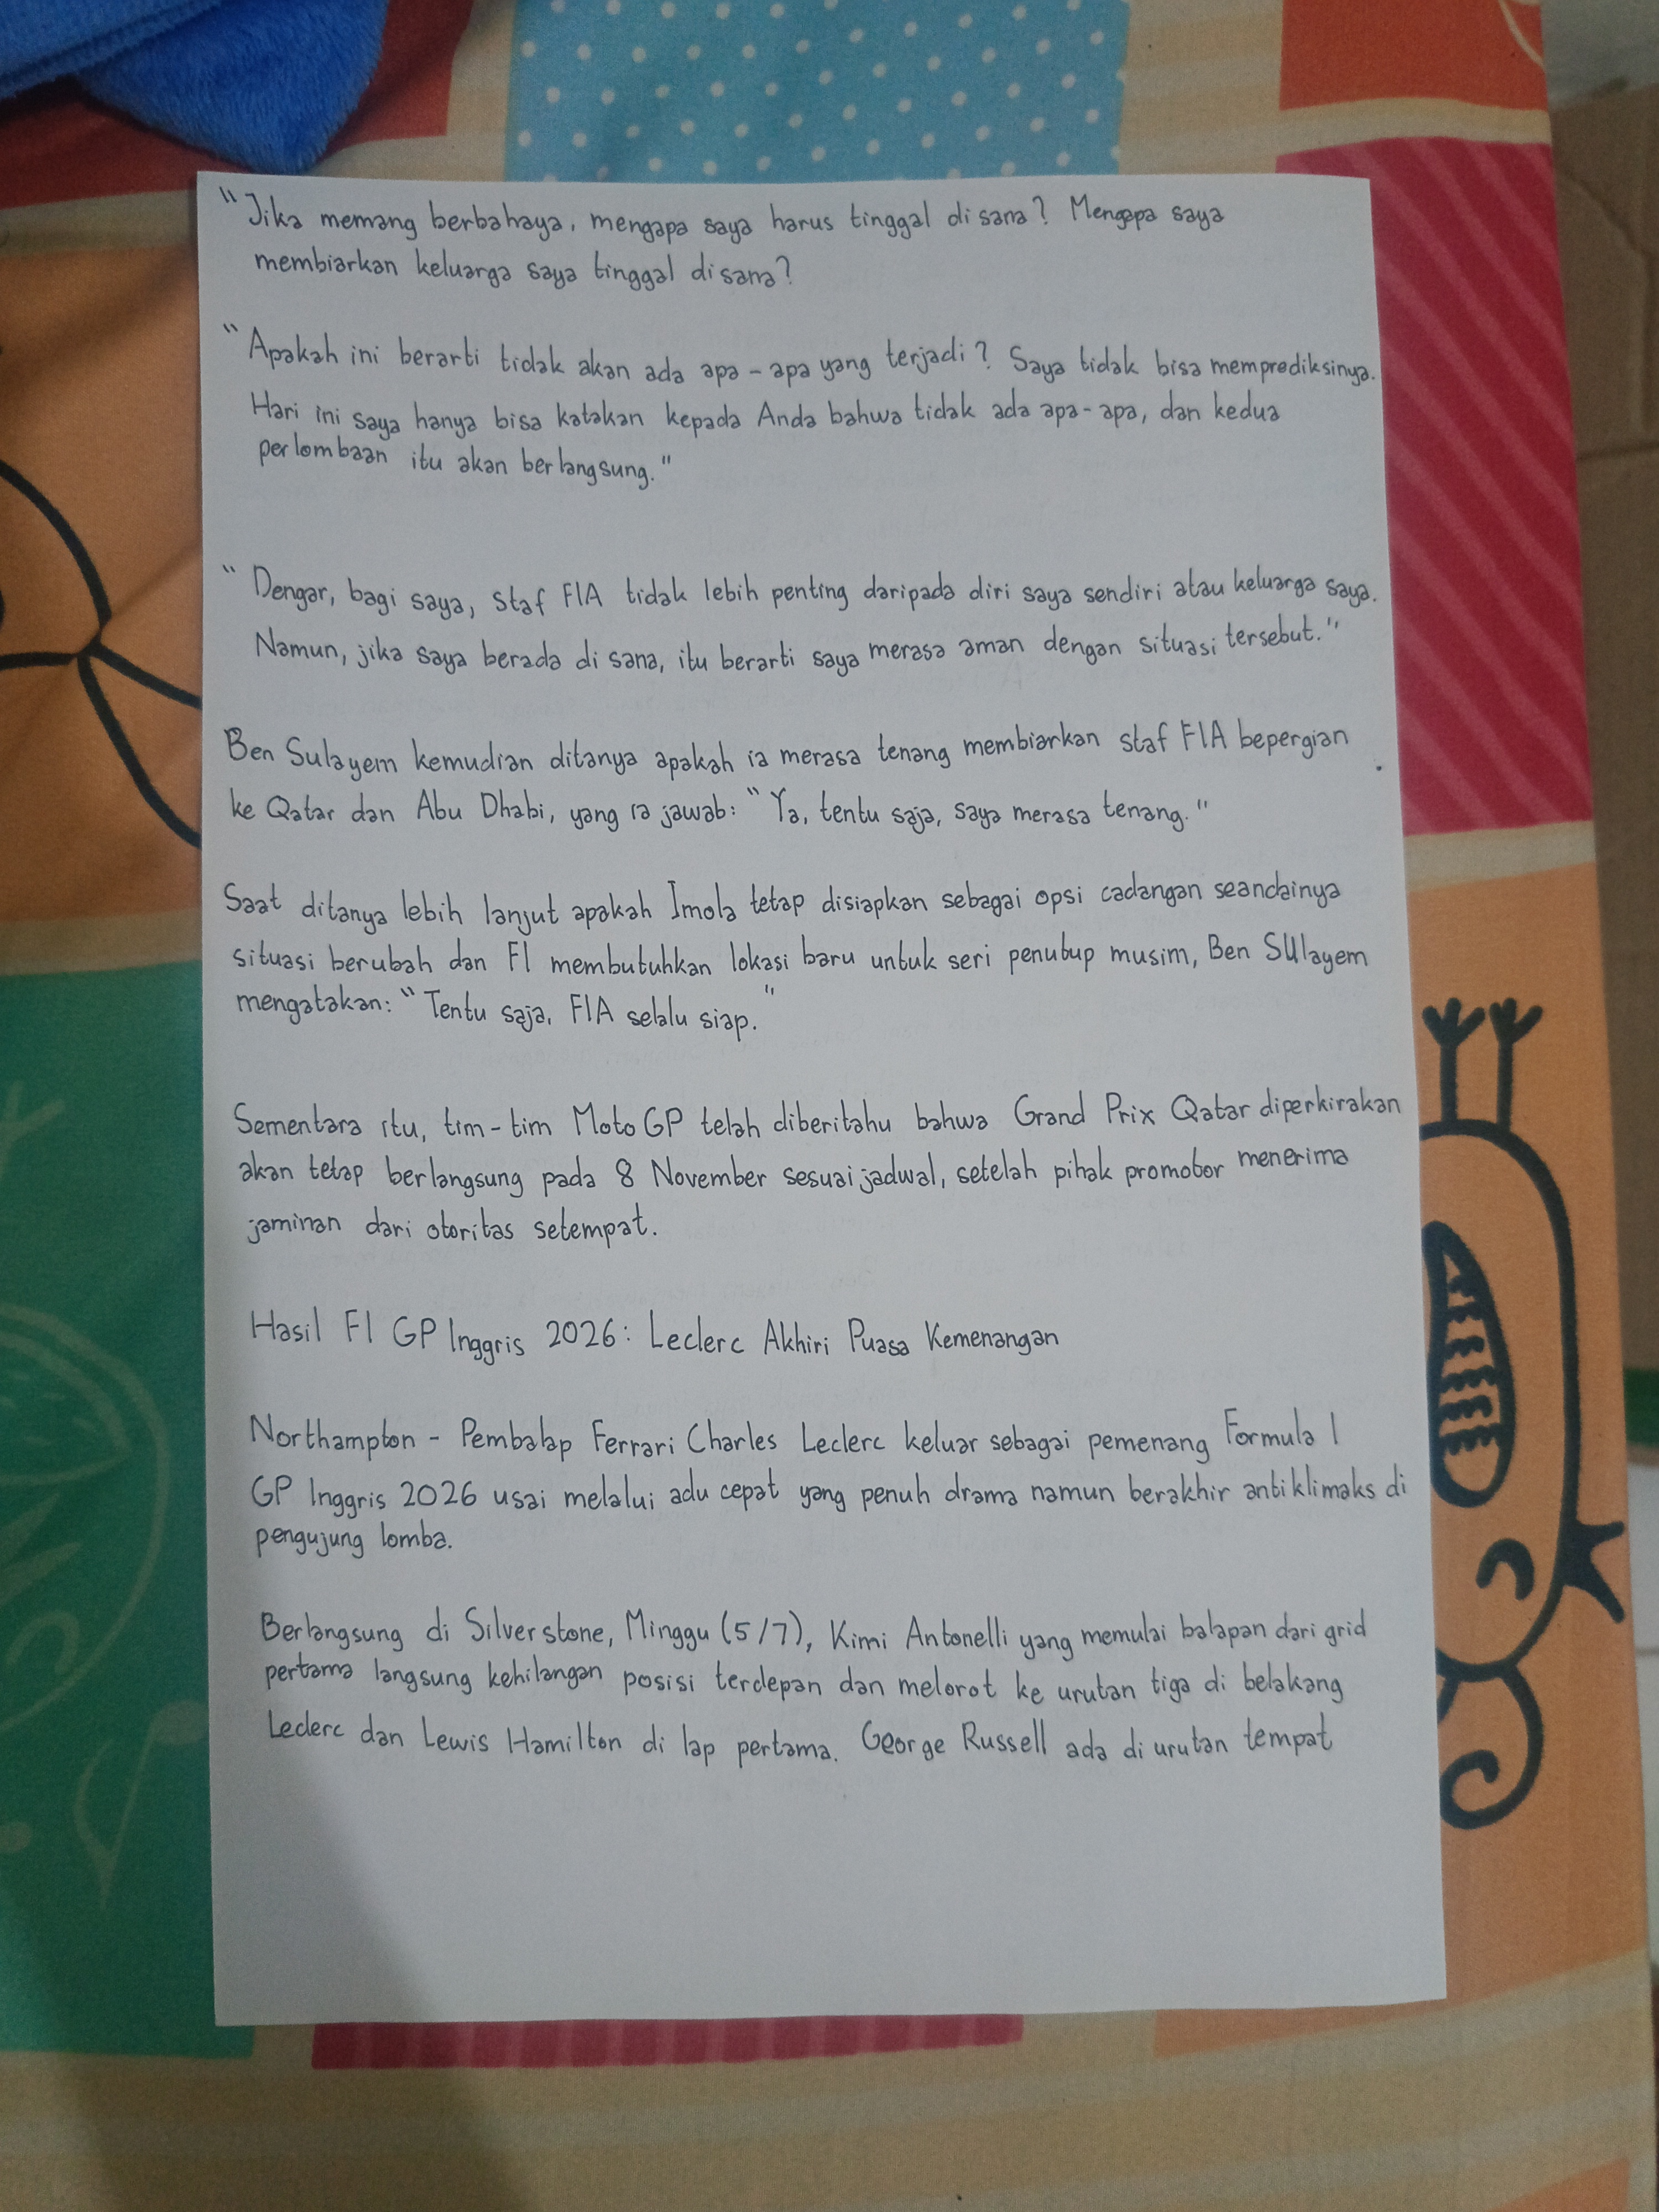 "Jika memang berbahaya, mengapa saya harus tinggal di sana? Mengapa saya
membiarkan keluarga saya tinggal di sana?
"Apakah ini berarti tidak akan ada apa-apa yang terjadi? Saya tidak bisa memprediksinya.
Hari ini saya hanya bisa katakan kepada Anda bahwa tidak ada apa-apa, dan kedua
perlombaan itu akan berlangsung."
"Dengar, bagi saya, staf FIA tidak lebih penting daripada diri saya sendiri atau keluarga saya.
Namun, jika saya berada di sana, itu berarti saya merasa aman dengan situasi tersebut."
Ben Sulayem kemudian ditanya apakah ia merasa tenang membiarkan staf FIA bepergian
ke Qatar dan Abu Dhabi, yang ia jawab: "Ya, tentu saja, saya merasa tenang."
Saat ditanya lebih lanjut apakah Imola tetap disiapkan sebagai opsi cadangan seandainya
situasi berubah dan F1 membutuhkan lokasi baru untuk seri penutup musim, Ben SUlayem
mengatakan: "Tentu saja, FIA selalu siap."
Sementara itu, tim-tim MotoGP telah diberitahu bahwa Grand Prix Qatar diperkirakan
akan tetap berlangsung pada 8 November sesuai jadwal, setelah pihak promotor menerima
jaminan dari otoritas setempat.
Hasil F1 GP Inggris 2026: Leclerc Akhiri Puasa Kemenangan
Northampton - Pembalap Ferrari Charles Leclerc keluar sebagai pemenang Formula 1
GP Inggris 2026 usai melalui adu cepat yang penuh drama namun berakhir antiklimaks di
pengujung lomba.
Berlangsung di Silverstone, Minggu (5/7), Kimi Antonelli yang memulai balapan dari grid
pertama langsung kehilangan posisi terdepan dan melorot ke urutan tiga di belakang
Leclerc dan Lewis Hamilton di lap pertama. George Russell ada di urutan tempat